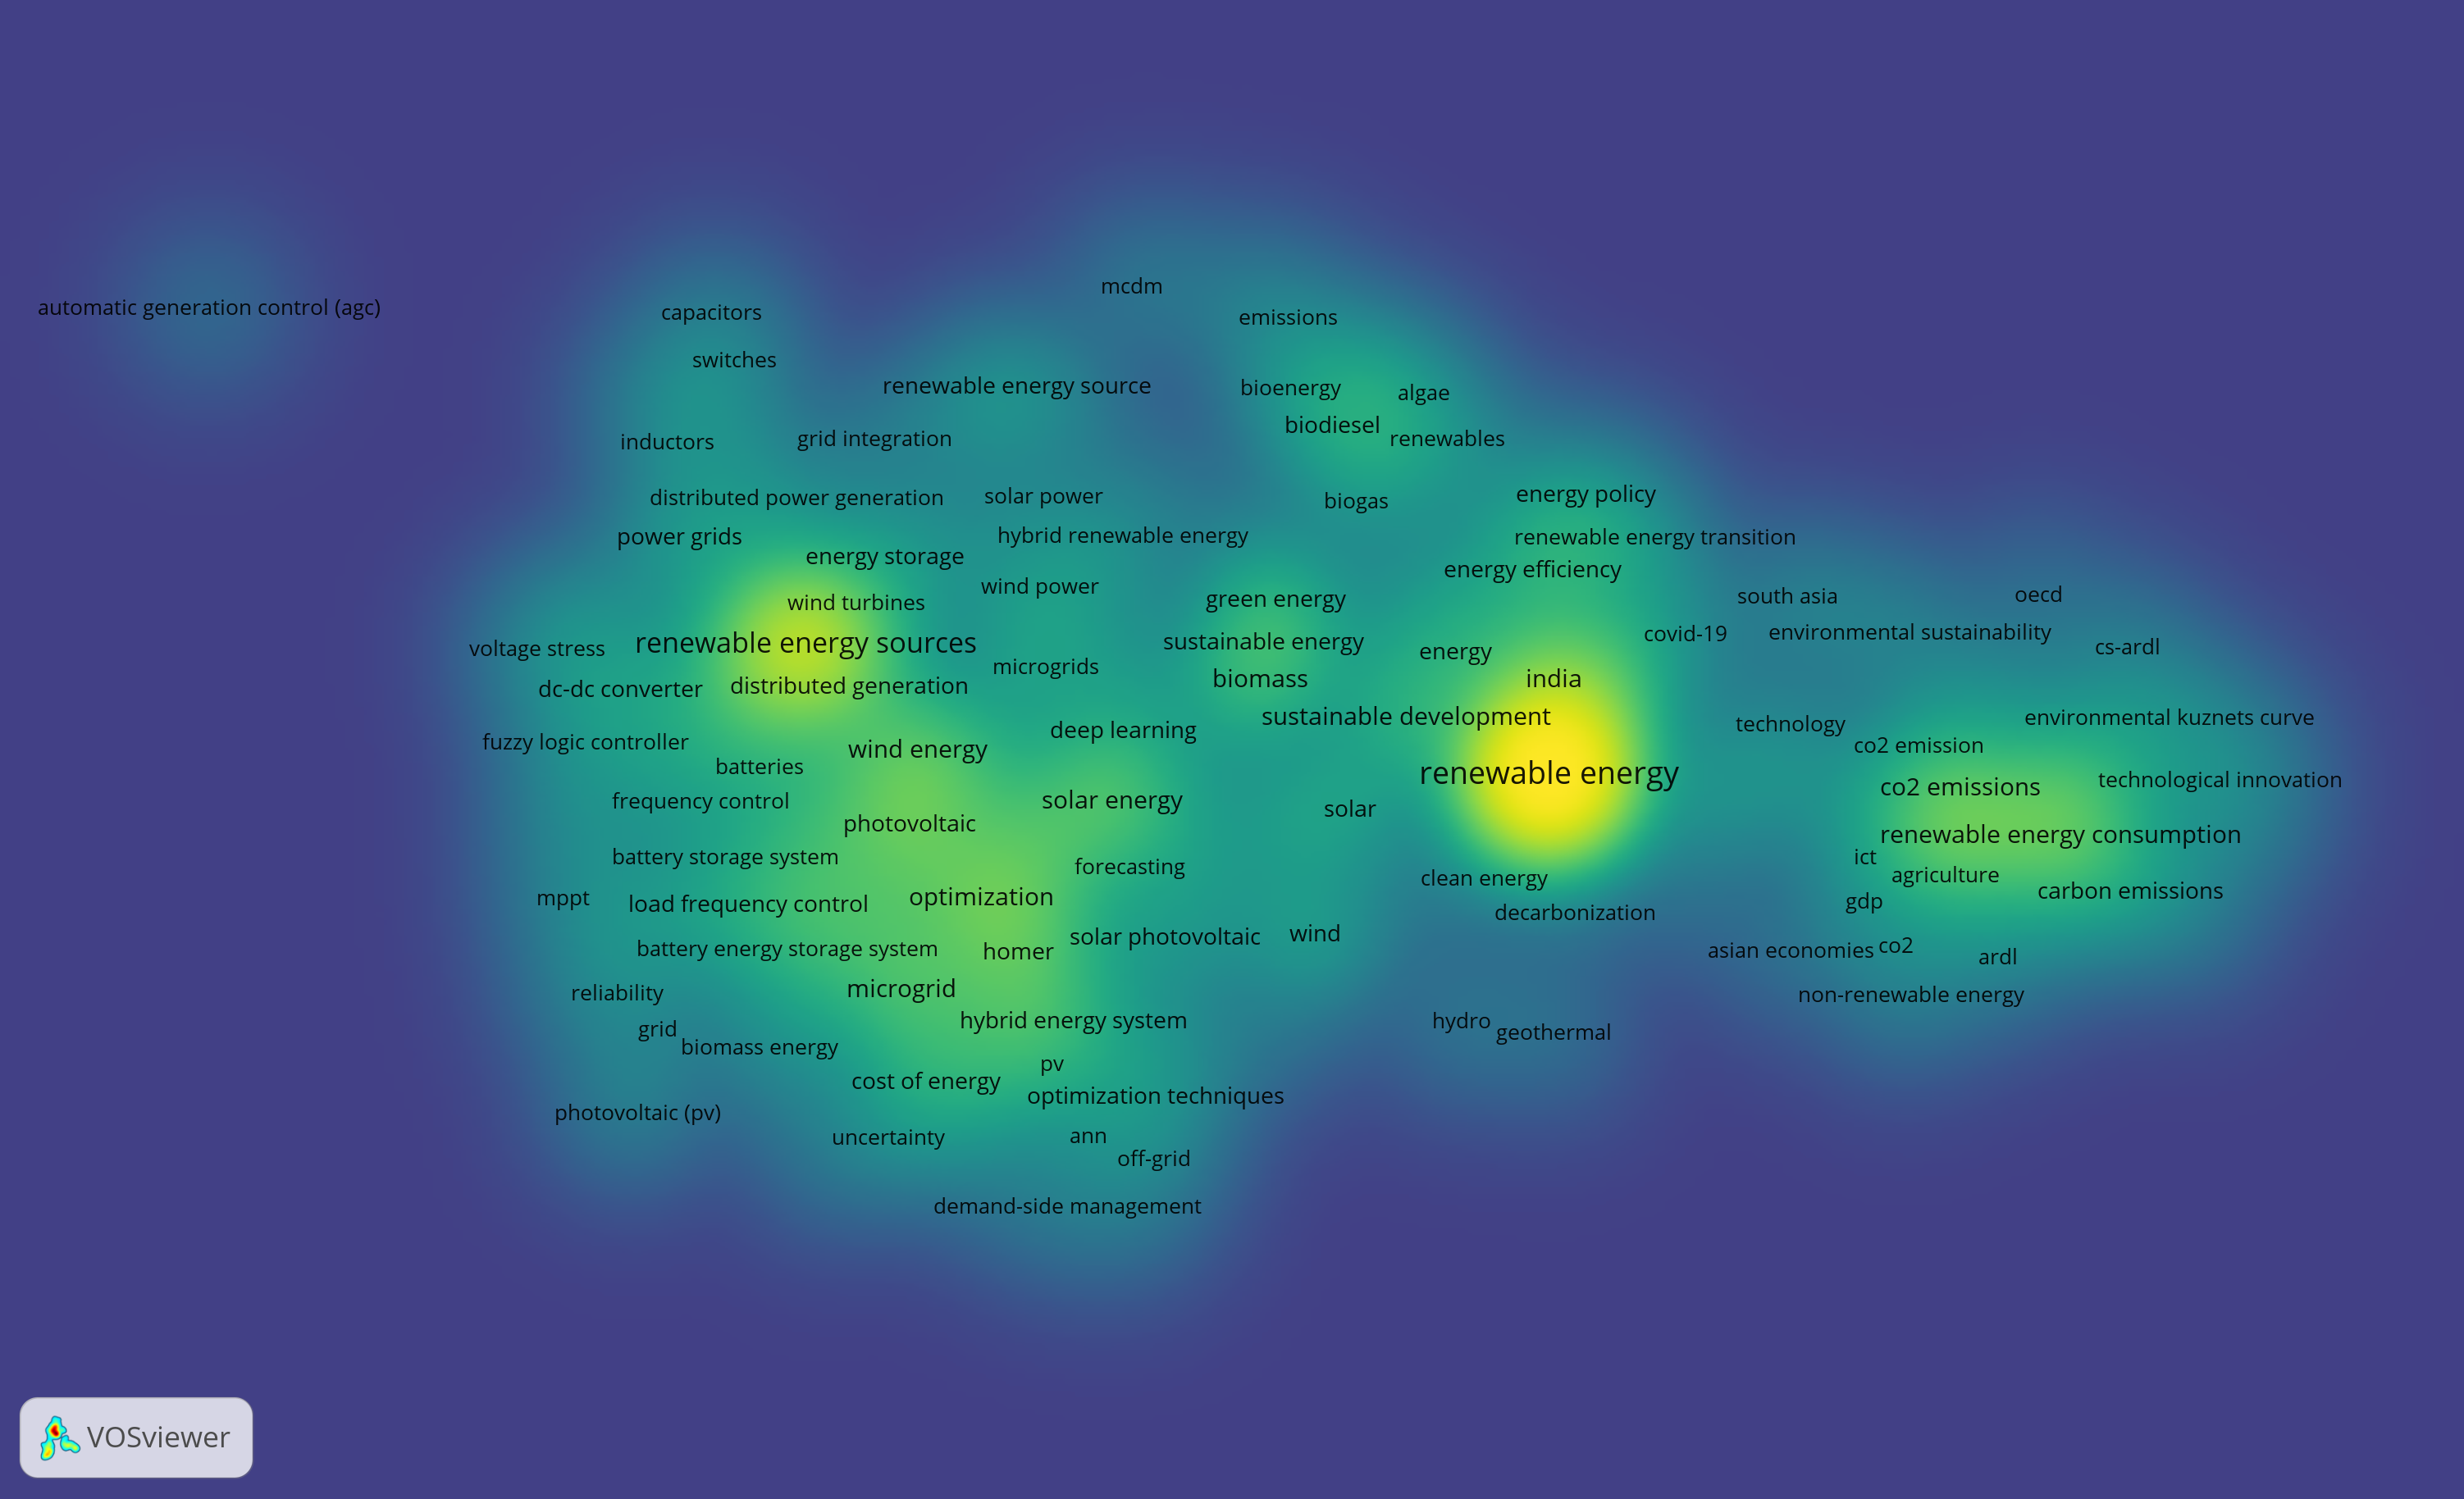 mcdm
automatic generation control (agc)
capacitors
emissions
switches
renewable energy source
bioenergy
algae
biodiesel
inductors
grid integration
renewables
distributed power generation
solar power
biogas
energy policy
power grids
hybrid renewable energy
renewable energy transition
energy storage
energy efficiency
wind power
wind turbines
green energy
south asia
oecd
voltage stress
renewable energy sources
sustainable energy
energy
covid-19
environmental sustainability
cs-ardl
microgrids
dc-dc converter
distributed generation
biomass
india
sustainable development
technology
environmental kuznets curve
fuzzy logic controller
wind energy
deep learning
co2 emission
batteries
renewable energy
co2 emissions
technological innovation
frequency control
solar energy
solar
photovoltaic
renewable energy consumption
battery storage system
forecasting
ict
clean energy
agriculture
mppt
load frequency control
optimization
gdp
carbon emissions
decarbonization
battery energy storage system
homer
solar photovoltaic
wind
asian economies
co2
ardl
reliability
microgrid
non-renewable energy
grid
hybrid energy system
hydro
geothermal
biomass energy
pv
cost of energy
optimization techniques
photovoltaic (pv)
uncertainty
ann
off-grid
demand-side management
VOSviewer